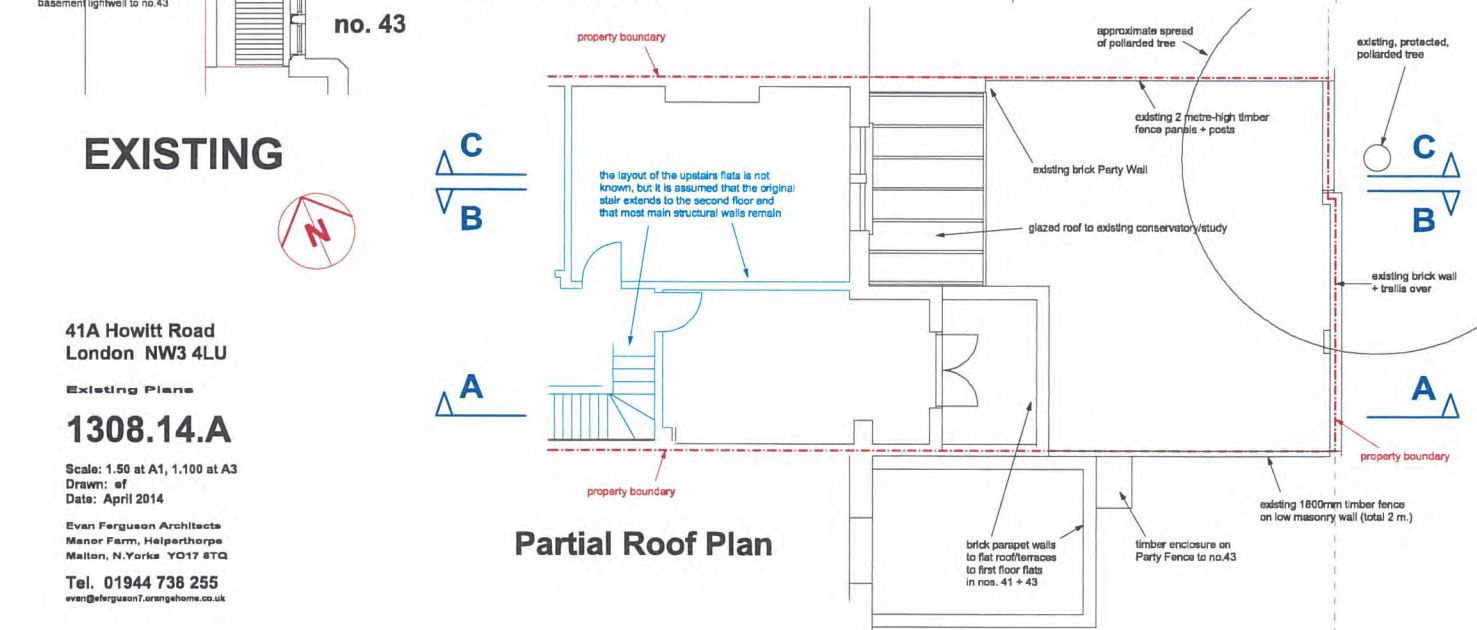 basement lightwell to no.43
no. 43
EXISTING
N
41A Howitt Road
London NW3 4LU
Existing Plans
1308.14.A
Scale: 1.50 at A1, 1.100 at A3
Drawn: ef
Date: April 2014
Evan Ferguson Architects
Manor Farm, Helperthorpe
Malton, N.Yorks YO17 8TQ
Tel. 01944 738 255
evan@eferguson7.orangehome.co.uk
property boundary
approximate spread
of pollarded tree
existing, protected,
pollarded tree
existing 2 metre-high timber
fence panels + posts
C
C
existing brick Party Wall
the layout of the upstairs flats is not
known, but it is assumed that the original
stair extends to the second floor and
that most main structural walls remain
B
B
glazed roof to existing conservatory/study
existing brick wall
+ trellis over
A
A
property boundary
property boundary
existing 1800mm timber fence
on low masonry wall (total 2 m.)
Partial Roof Plan
brick parapet walls
to flat roof/terraces
to first floor flats
in nos. 41 + 43
timber enclosure on
Party Fence to no.43